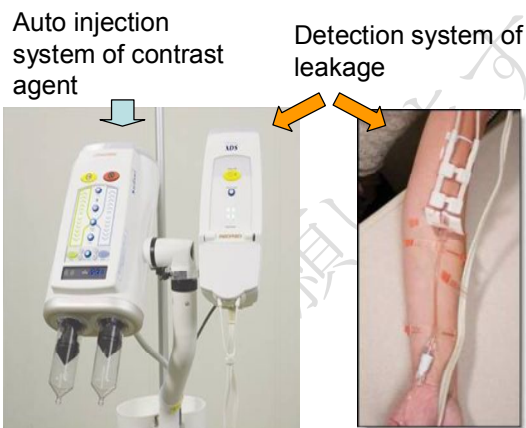 Auto injection
system of contrast
agent
Detection system of
leakage
XDS